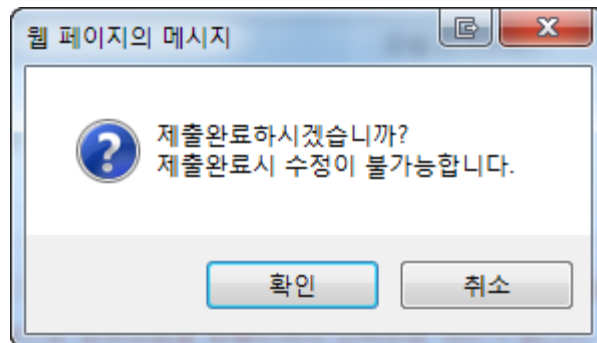 웹 페이지의 메시지
제출완료하시겠습니까?
제출완료시 수정이 불가능합니다.
확인
취소